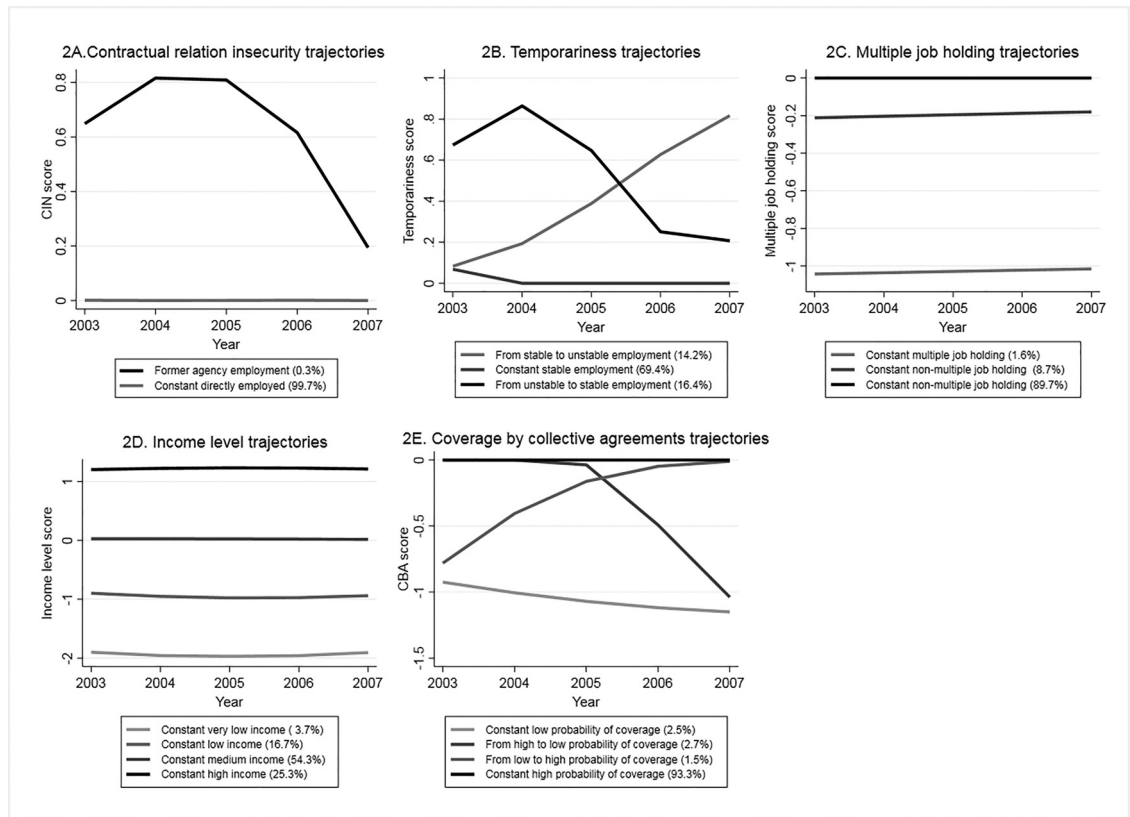 2A.Contractual relation insecurity trajectories
CIN score
0.8
0.6
0.4
0.2
0
2003 2004 2005 2006 2007
Year
Former agency employment (0.3%)
Constant directly employed (99.7%)
2B. Temporariness trajectories
Temporariness score
1
.8
.6
.4
.2
0
2003 2004 2005 2006 2007
Year
From stable to unstable employment (14.2%)
Constant stable employment (69.4%)
From unstable to stable employment (16.4%)
2C. Multiple job holding trajectories
Multiple job holding score
0
-0.2
-0.4
-0.6
-0.8
-1
2003 2004 2005 2006 2007
Year
Constant multiple job holding (1.6%)
Constant non-multiple job holding (8.7%)
Constant non-multiple job holding (89.7%)
2D. Income level trajectories
Income level score
1
0
-1
-2
2003 2004 2005 2006 2007
Year
Constant very low income ( 3.7%)
Constant low income (16.7%)
Constant medium income (54.3%)
Constant high income (25.3%)
2E. Coverage by collective agreements trajectories
CBA score
0
-0.5
-1
-1.5
2003 2004 2005 2006 2007
Year
Constant low probability of coverage (2.5%)
From high to low probability of coverage (2.7%)
From low to high probability of coverage (1.5%)
Constant high probability of coverage (93.3%)